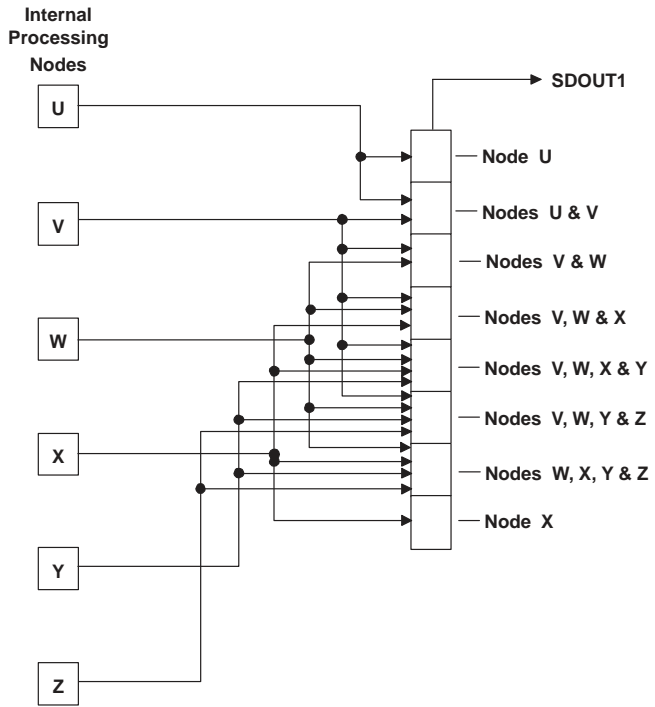 Internal
Processing
Nodes
SDOUT1
U
Node U
V
Nodes U & V
Nodes V & W
W
Nodes V, W & X
Nodes V, W, X & Y
Nodes V, W, Y & Z
X
Nodes W, X, Y & Z
Node X
Y
Z